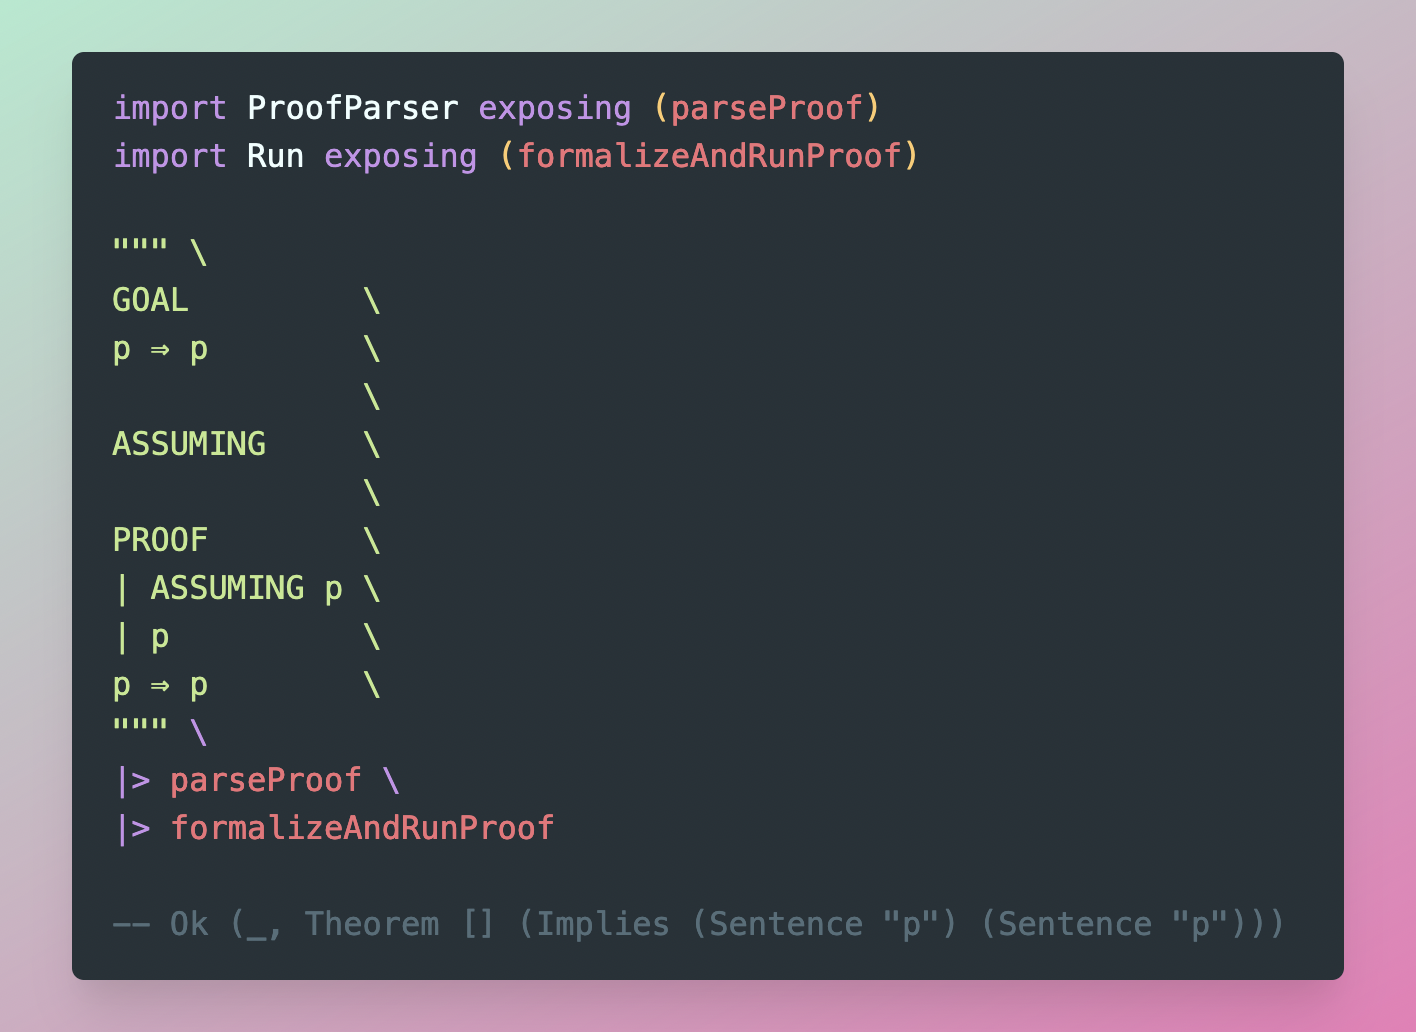 import ProofParser exposing (parseProof)
import Run exposing (formalizeAndRunProof)
""" \
GOAL         \
p ⇒ p        \
             \
ASSUMING     \
             \
PROOF        \
| ASSUMING p \
| p          \
p ⇒ p        \
""" \
|> parseProof \
|> formalizeAndRunProof
-- Ok (_, Theorem [] (Implies (Sentence "p") (Sentence "p")))